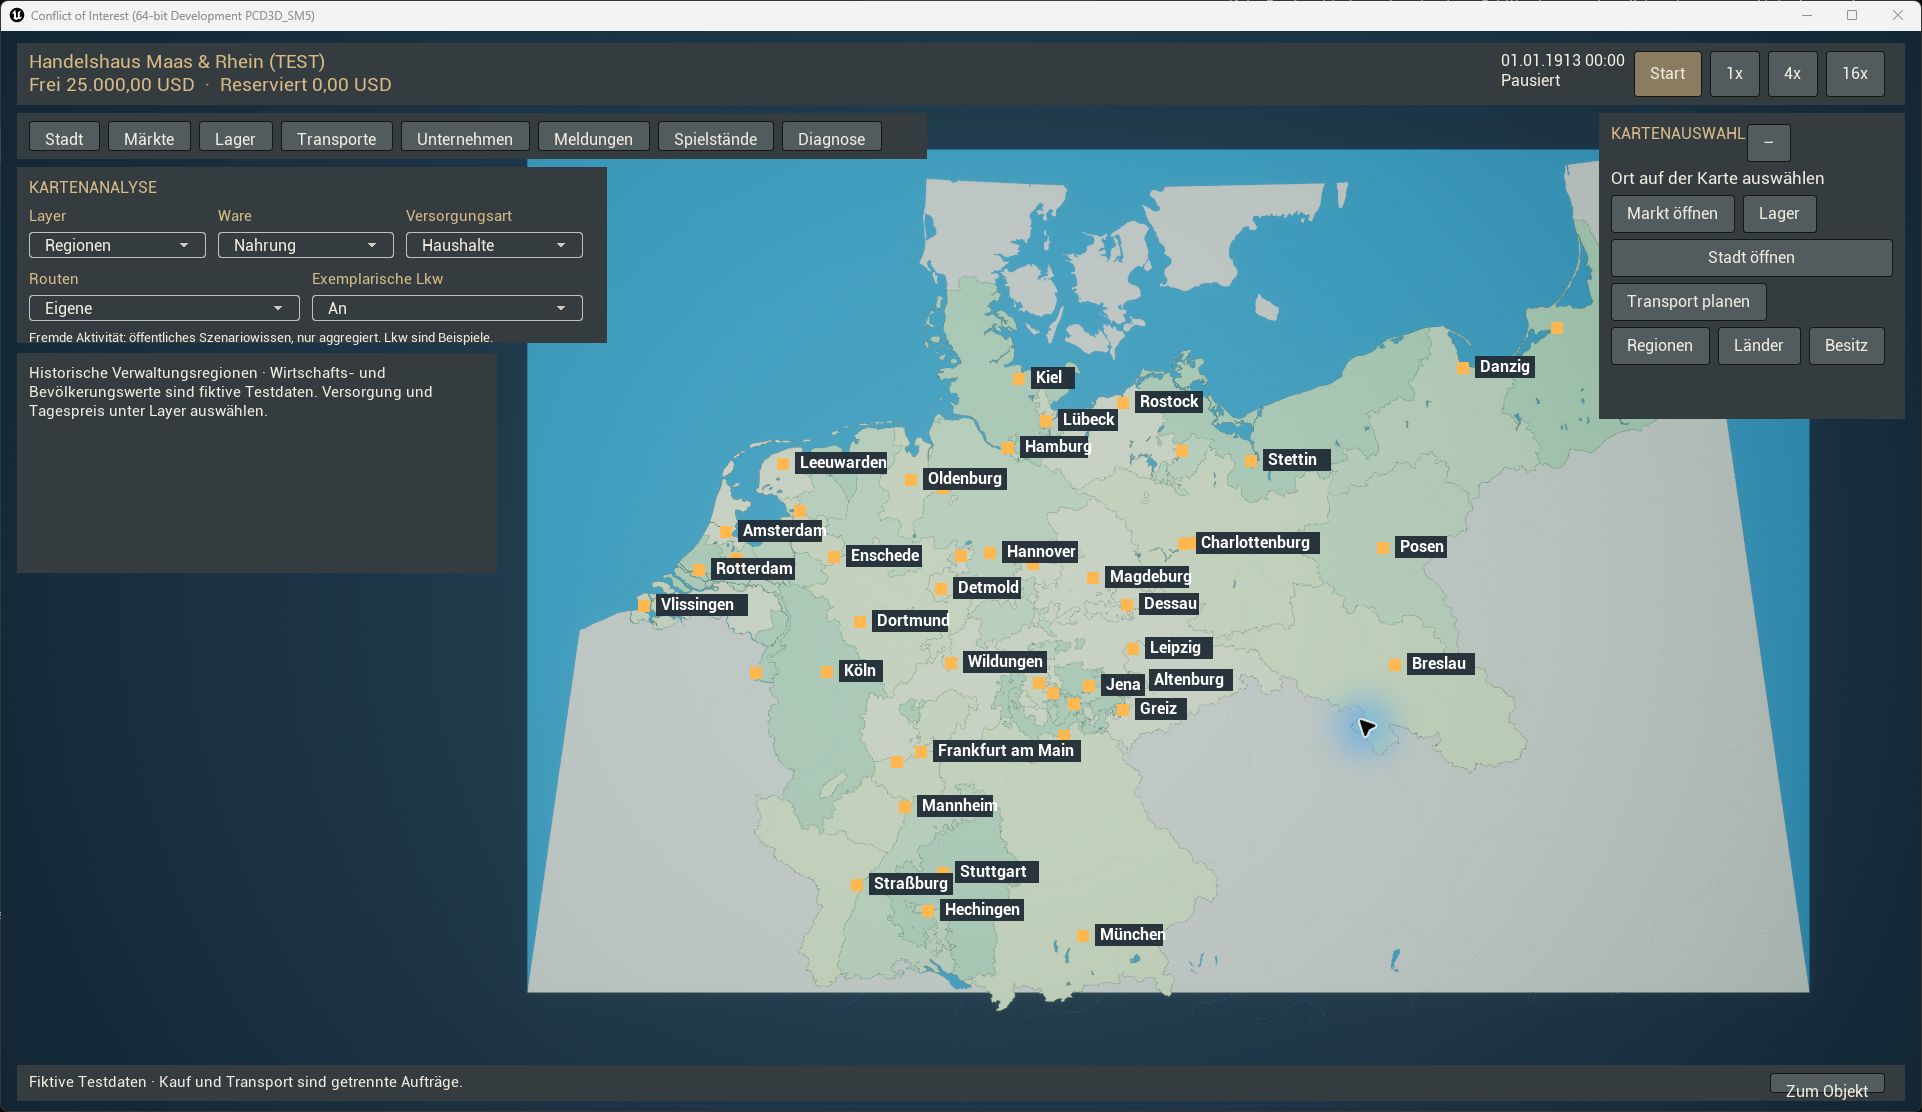 Conflict of Interest (64-bit Development PCD3D_SM5)
Handelshaus Maas & Rhein (TEST)
Frei 25.000,00 USD · Reserviert 0,00 USD
01.01.1913 00:00
Pausiert
Start
1x
4x
16x
Stadt
Märkte
Lager
Transporte
Unternehmen
Meldungen
Spielstände
Diagnose
KARTENANALYSE
Layer
Ware
Versorgungsart
Regionen
Nahrung
Haushalte
Routen
Exemplarische Lkw
Eigene
An
Fremde Aktivität: öffentliches Szenariowissen, nur aggregiert. Lkw sind Beispiele.
Historische Verwaltungsregionen · Wirtschafts- und
Bevölkerungswerte sind fiktive Testdaten. Versorgung und
Tagespreis unter Layer auswählen.
KARTENAUSWAHL
–
Ort auf der Karte auswählen
Markt öffnen
Lager
Stadt öffnen
Transport planen
Regionen
Länder
Besitz
Danzig
Kiel
Rostock
Lübeck
Hamburg
Stettin
Leeuwarden
Oldenburg
Amsterdam
Charlottenburg
Posen
Hannover
Enschede
Rotterdam
Magdeburg
Detmold
Vlissingen
Dessau
Dortmund
Leipzig
Wildungen
Breslau
Köln
Altenburg
Jena
Greiz
Frankfurt am Main
Mannheim
Stuttgart
Straßburg
Hechingen
München
Fiktive Testdaten · Kauf und Transport sind getrennte Aufträge.
Zum Objekt